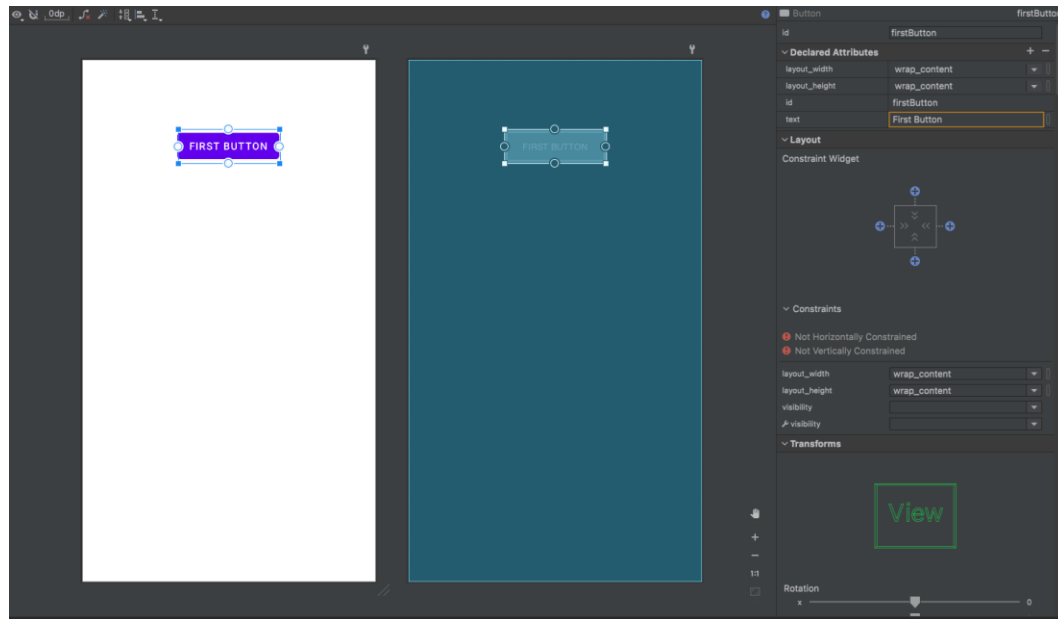 0dp
Button firstButto
id firstButton
Declared Attributes
layout_width wrap_content
layout_height wrap_content
id firstButton
text First Button
Layout
Constraint Widget
FIRST BUTTON
FIRST BUTTON
Constraints
Not Horizontally Constrained
Not Vertically Constrained
layout_width wrap_content
layout_height wrap_content
visibility
visibility
Transforms
View
1:1
Rotation
x 0